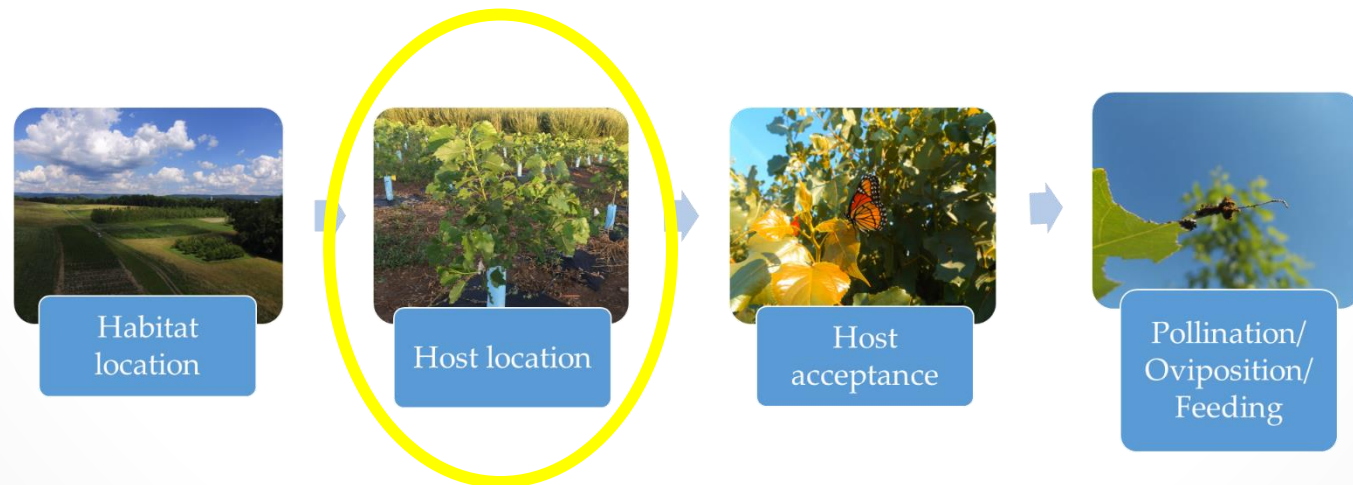 Habitat
location
Host location
Host
acceptance
Pollination/
Oviposition/
Feeding